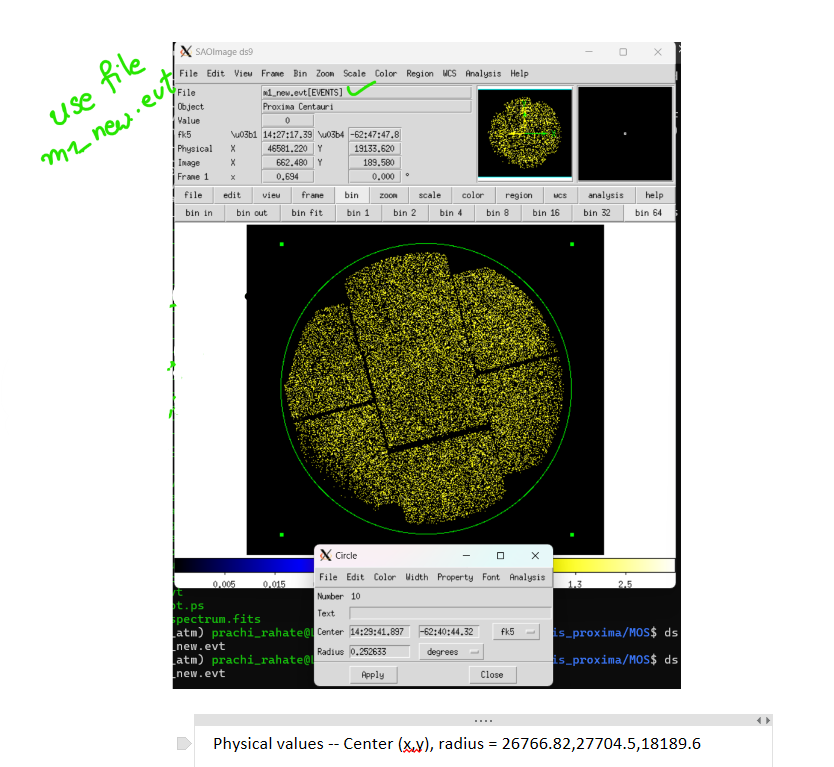 use file
m1_new.evt
SAOImage ds9
File Edit View Frame Bin Zoom Scale Color Region WCS Analysis Help
File m1_new.evt[EVENTS]
Object Proxima Centauri
Value 0
fk5 \u03b1 14:27:17.39 \u03b4 -62:47:47.8
Physical X 46581.220 Y 19133.620
Image X 662.480 Y 189.580
Frame 1 x 0.694 0.000 °
file edit view frame bin zoom scale color region wcs analysis help
bin in bin out bin fit bin 1 bin 2 bin 4 bin 8 bin 16 bin 32 bin 64
0.005 0.015 1.3 2.5
Circle
File Edit Color Width Property Font Analysis
Number 10
Text
Center 14:29:41.897 -62:40:44.32 fk5
Radius 0.252633 degrees
Apply Close
vt
ot.ps
spectrum.fits
_atm) prachi_rahate@ is_proxima/MOS$ ds
_new.evt
_atm) prachi_rahate@ is_proxima/MOS$ ds
_new.evt
Physical values -- Center (x,y), radius = 26766.82,27704.5,18189.6